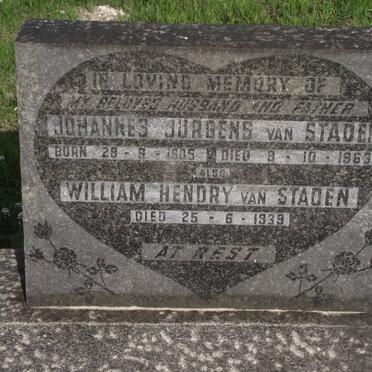 IN LOVING MEMORY OF
MY BELOVED HUSBAND AND FATHER
JOHANNES JURGENS VAN STADEN
BORN 28-9-1905 DIED 9-10-1963
ALSO
WILLIAM HENDRY VAN STADEN
DIED 25-6-1939
AT REST